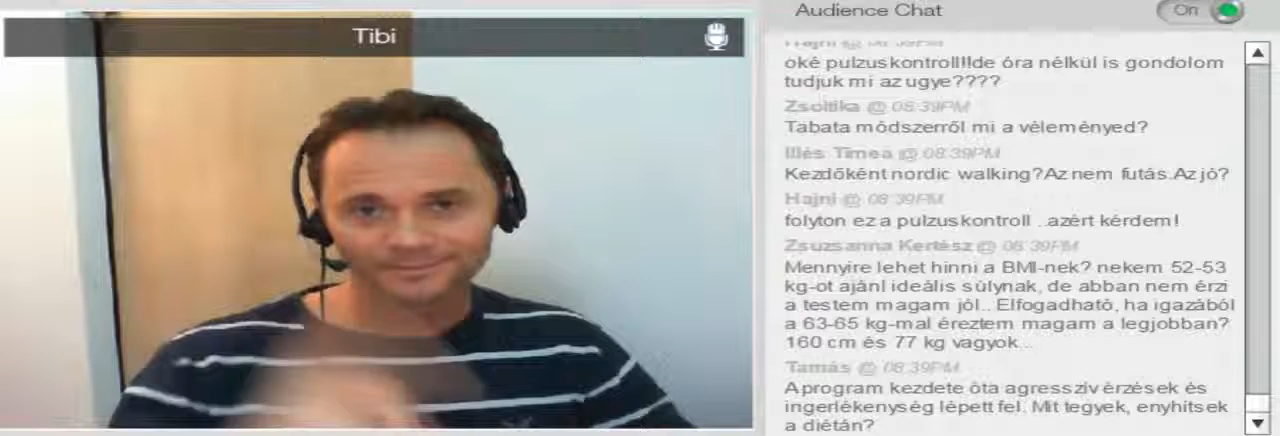 Tibi
Audience Chat
On
Hajni @ 08:39PM
oké pulzuskontroll!!!de óra nélkül is gondolom
tudjuk mi az ugye????
Zsoltika @ 08:39PM
Tabata módszerről mi a véleményed?
Illés Tímea @ 08:39PM
Kezdőként nordic walking?Az nem futás.Az jó?
Hajni @ 08:39PM
folyton ez a pulzuskontroll ..azért kérdem!
Zsuzsanna Kertész @ 08:39PM
Mennyire lehet hinni a BMI-nek? nekem 52-53
kg-ot ajánl ideális súlynak, de abban nem érzi
a testem magam jól.. Elfogadható, ha igazából
a 63-65 kg-mal éreztem magam a legjobban?
160 cm és 77 kg vagyok...
Tamás @ 08:39PM
A program kezdete óta agresszív érzések és
ingerlékenység lépett fel. Mit tegyek, enyhítsek
a diétán?